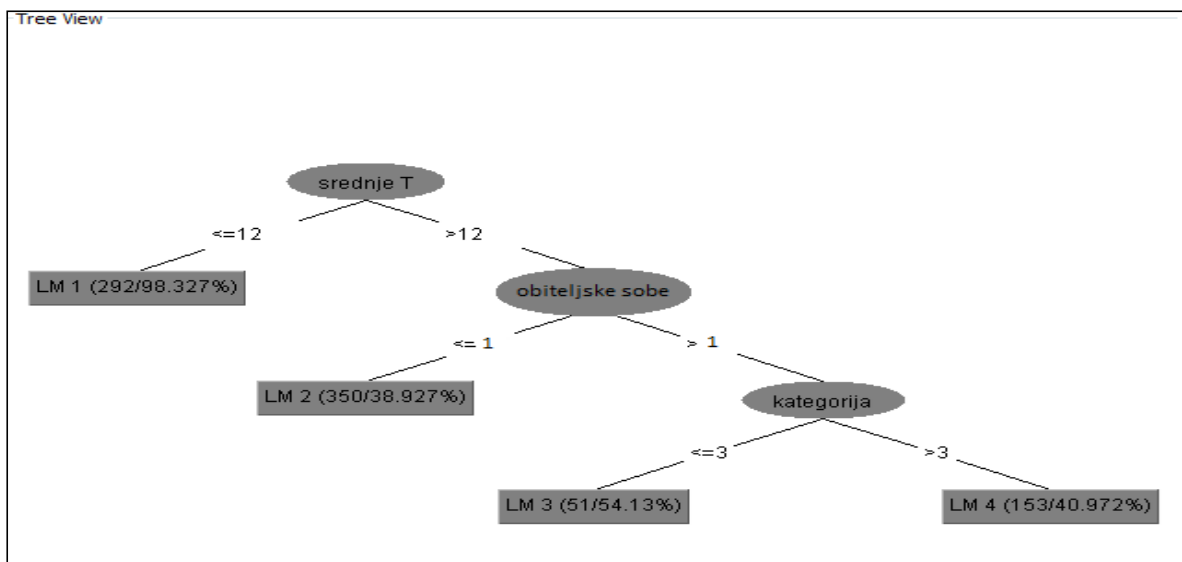 Tree View
srednje T
<=12
>12
LM 1 (292/98.327%)
obiteljske sobe
<= 1
> 1
LM 2 (350/38.927%)
kategorija
<=3
>3
LM 3 (51/54.13%)
LM 4 (153/40.972%)